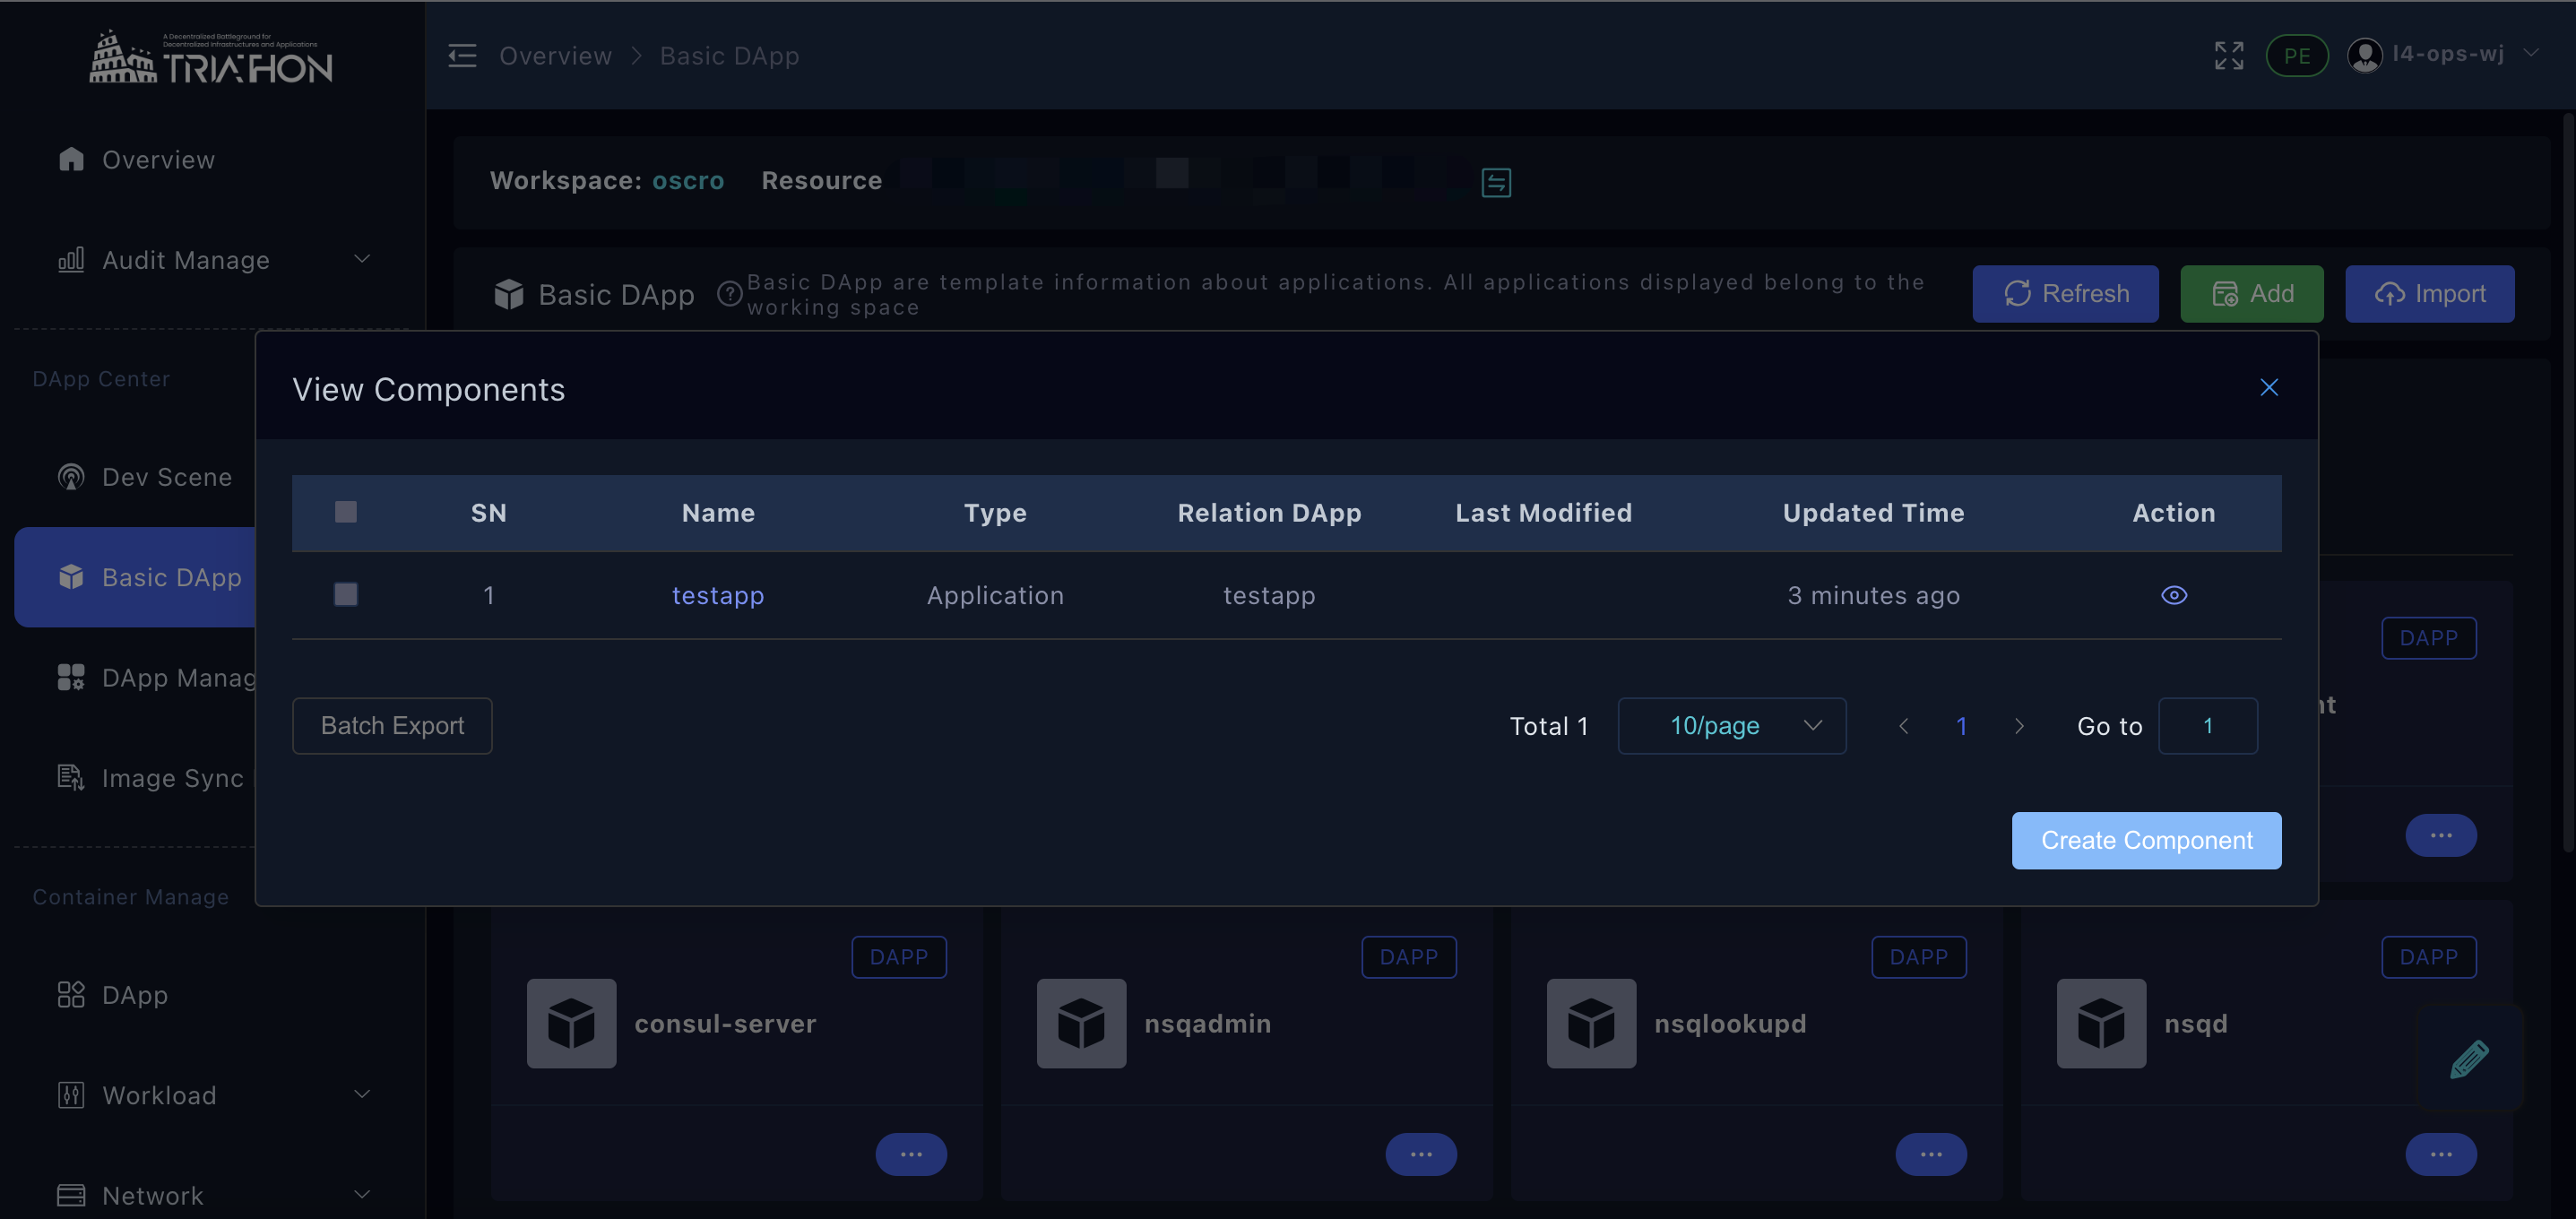 A Decentralized Battleground for
Decentralized Infrastructures and Applications
TRIATHON
Overview > Basic DApp
PE
l4-ops-wj
Overview
Audit Manage
DApp Center
Dev Scene
Basic DApp
DApp Manag
Image Sync
Container Manage
DApp
Workload
Network
Workspace: oscro Resource
Basic DApp
Basic DApp are template information about applications. All applications displayed belong to the
working space
Refresh
Add
Import
View Components
SN Name Type Relation DApp Last Modified Updated Time Action
1 testapp Application testapp 3 minutes ago
Batch Export
Total 1 10/page 1 Go to 1
Create Component
DAPP
DAPP DAPP DAPP DAPP
consul-server nsqadmin nsqlookupd nsqd